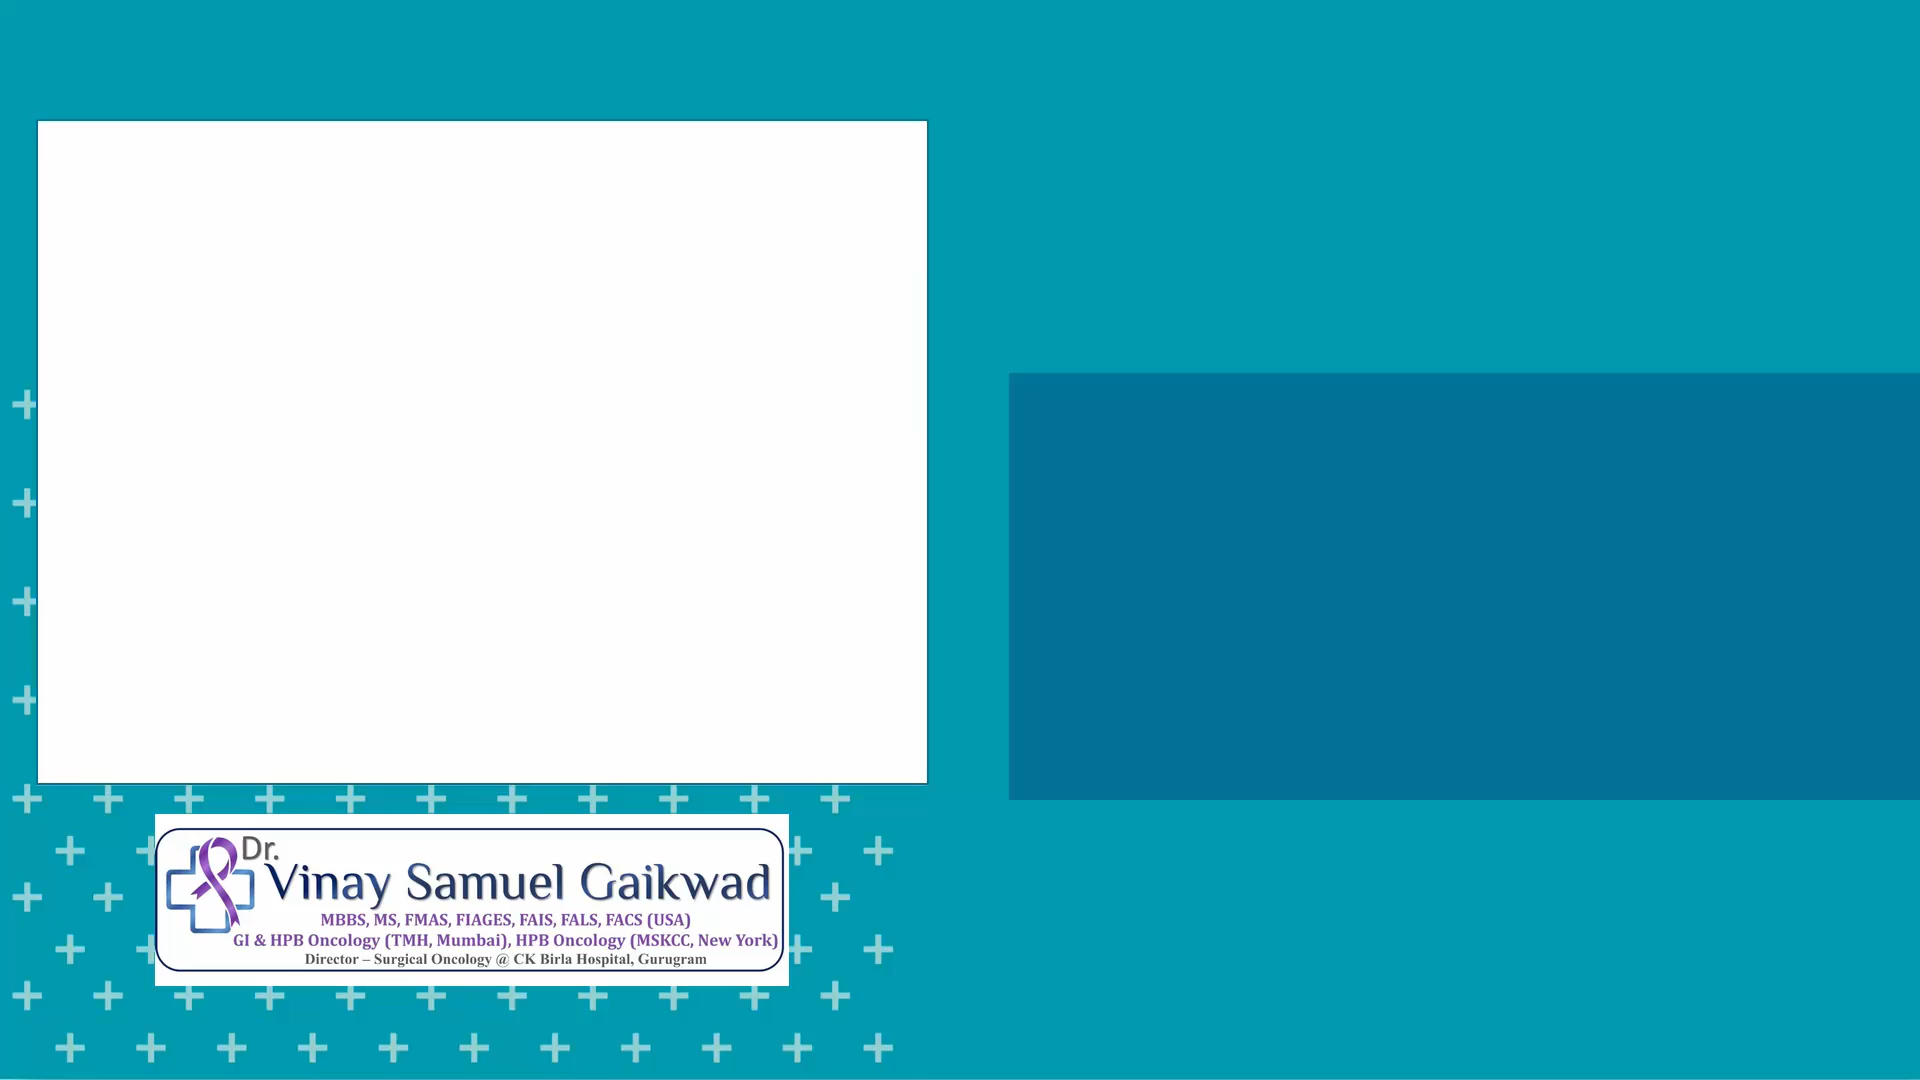 Dr.
Vinay Samuel Gaikwad
MBBS, MS, FMAS, FIAGES, FAIS, FALS, FACS (USA)
GI & HPB Oncology (TMH, Mumbai), HPB Oncology (MSKCC, New York)
Director – Surgical Oncology @ CK Birla Hospital, Gurugram